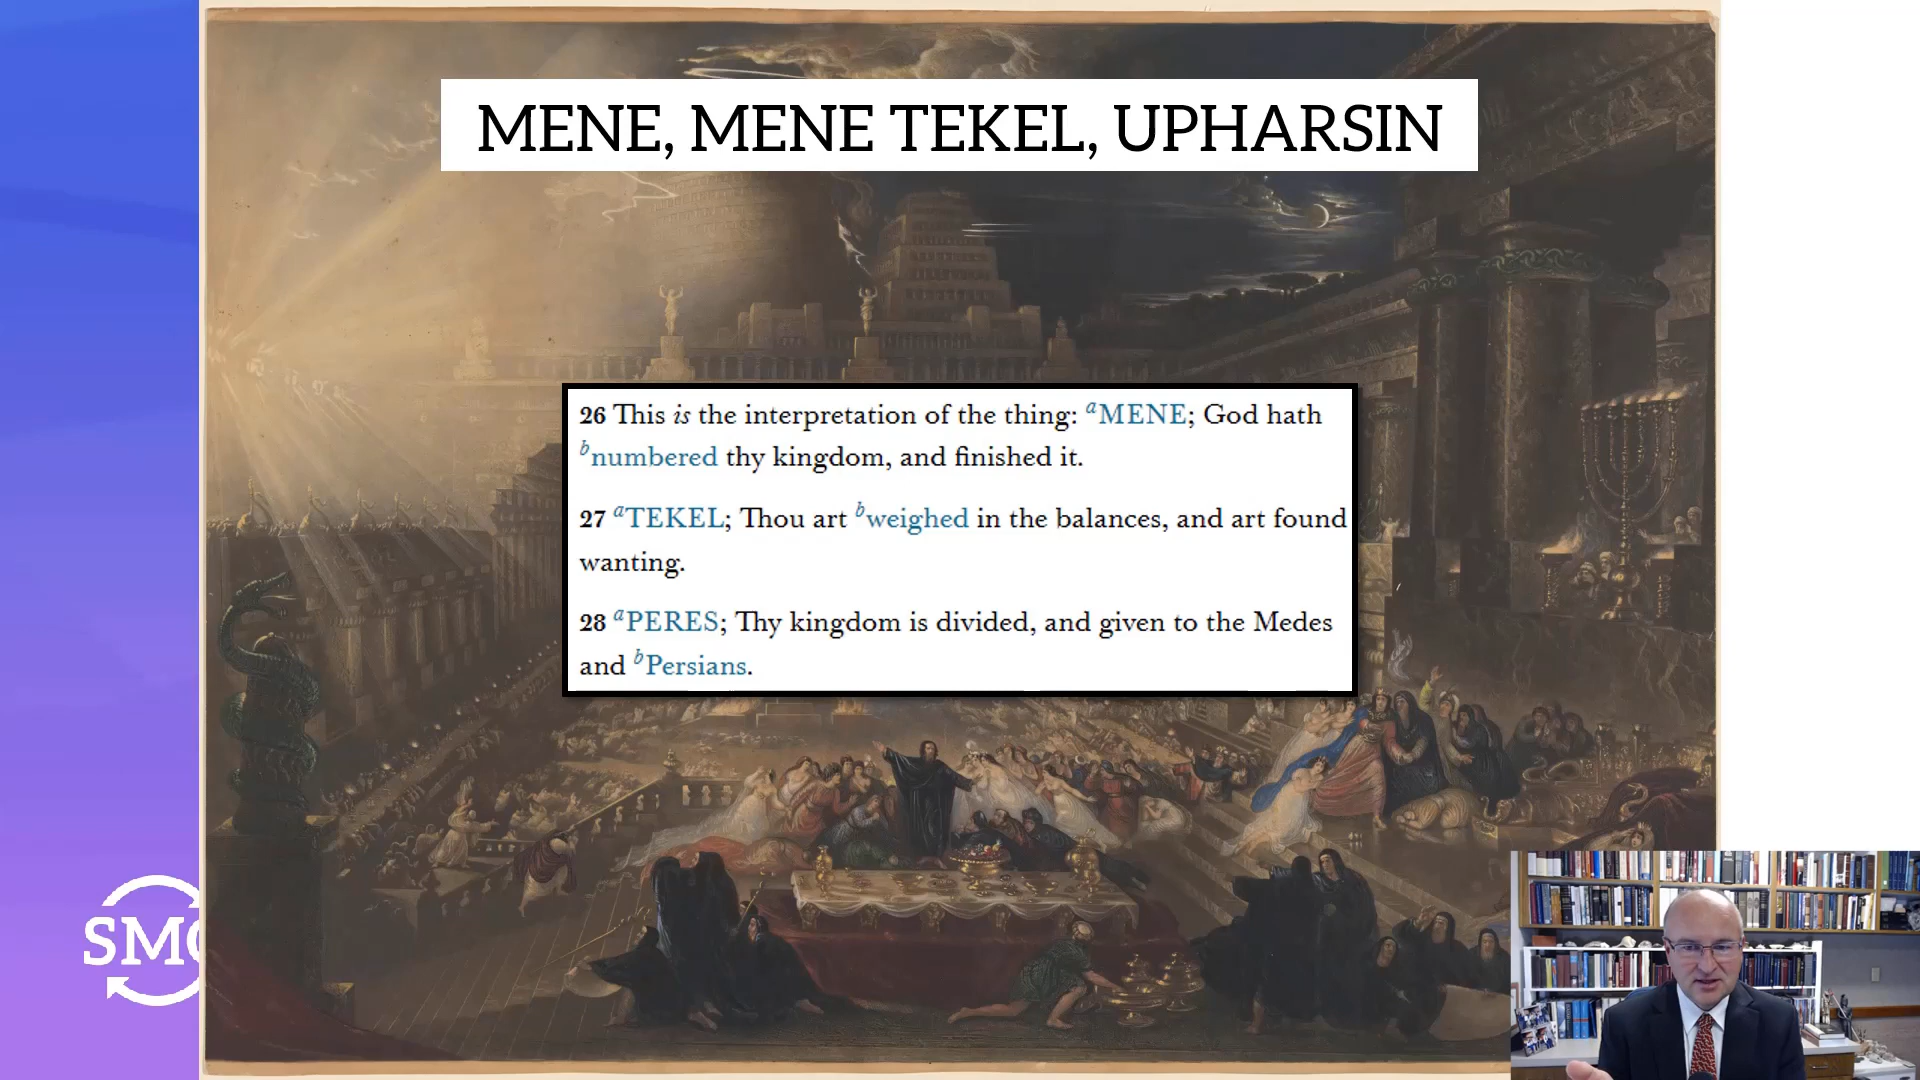 MENE, MENE TEKEL, UPHARSIN
26 This is the interpretation of the thing: aMENE; God hath
bnumbered thy kingdom, and finished it.
27 aTEKEL; Thou art bweighed in the balances, and art found
wanting.
28 aPERES; Thy kingdom is divided, and given to the Medes
and bPersians.
SM